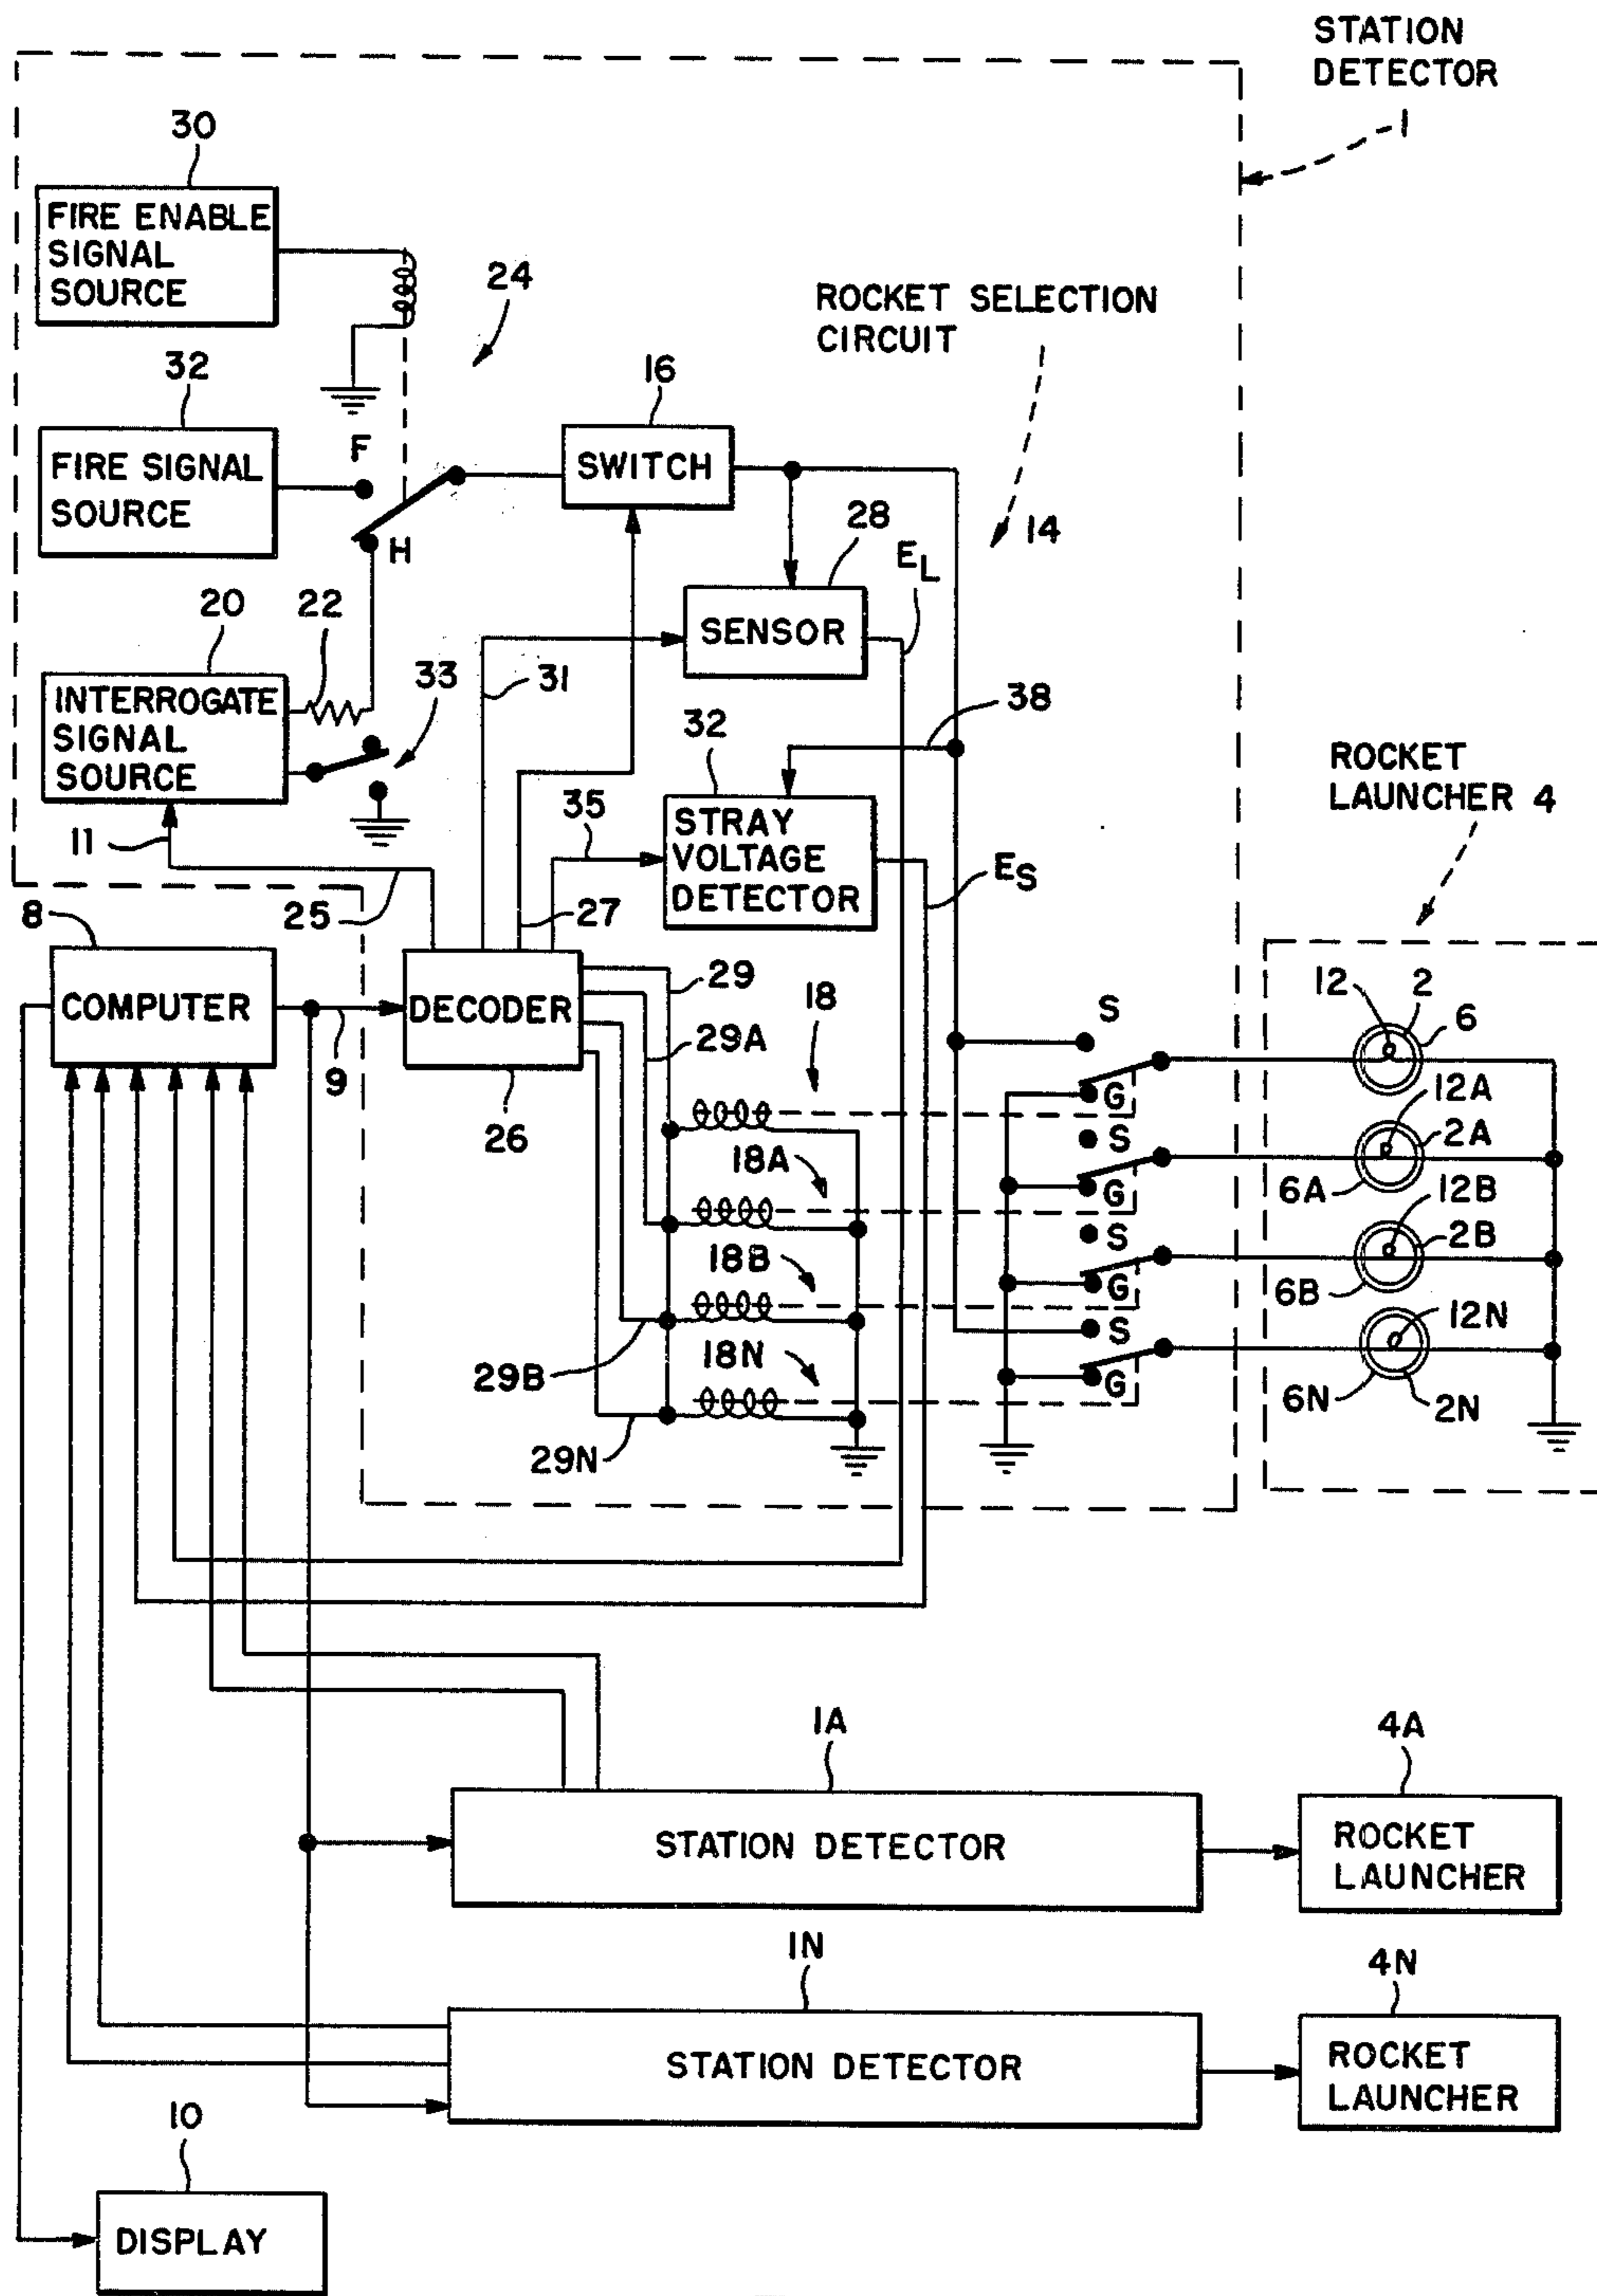 STATION
DETECTOR
1
30
FIRE ENABLE
SIGNAL
SOURCE
24
ROCKET SELECTION
CIRCUIT
14
32
FIRE SIGNAL
SOURCE
F
H
16
SWITCH
28
SENSOR
EL
20
22
INTERROGATE
SIGNAL
SOURCE
33
31
38
32
STRAY
VOLTAGE
DETECTOR
ROCKET
LAUNCHER 4
11
35
ES
25
27
8
COMPUTER
9
DECODER
26
29
29A
18
S
G
12
2
6
12A
2A
6A
18A
S
G
18B
S
G
12B
2B
6B
29B
18N
S
G
12N
6N
2N
29N
1A
STATION DETECTOR
4A
ROCKET
LAUNCHER
1N
STATION DETECTOR
4N
ROCKET
LAUNCHER
10
DISPLAY